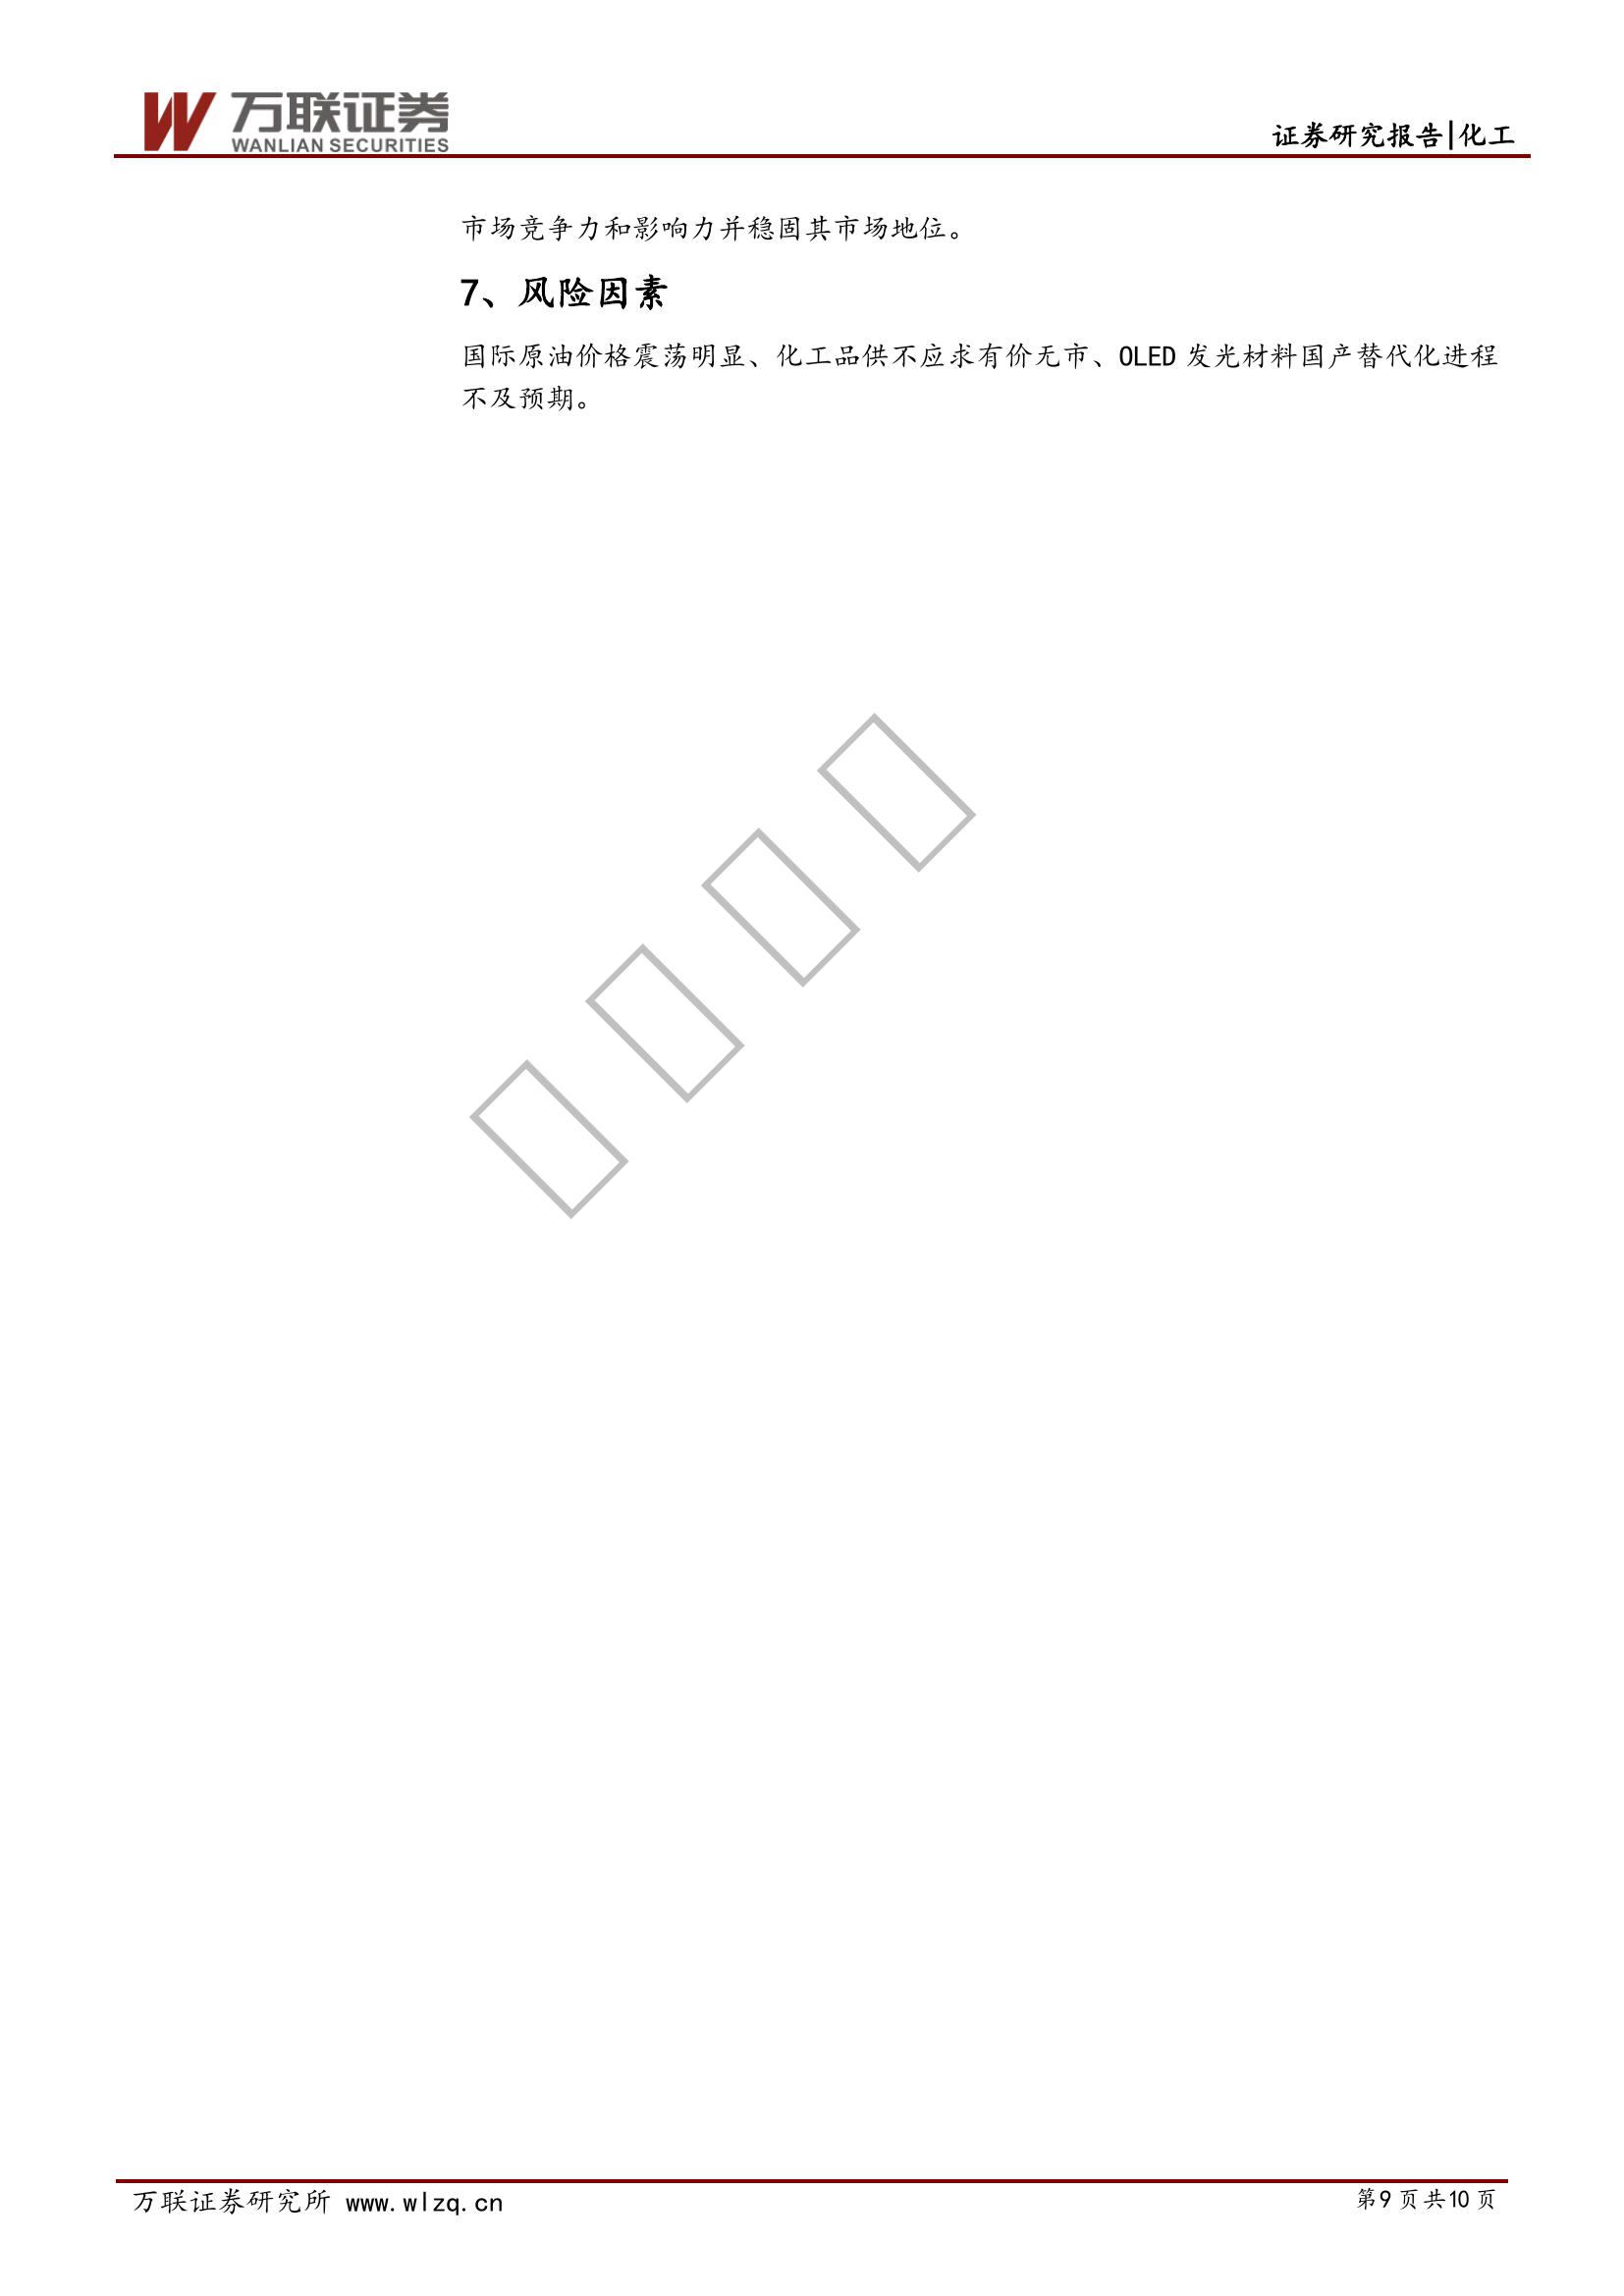 万联证券
WANLIAN SECURITIES
证券研究报告|化工
市场竞争力和影响力并稳固其市场地位。
7、风险因素
国际原油价格震荡明显、化工品供不应求有价无市、OLED 发光材料国产替代化进程
不及预期。
万联证券研究所 www.wlzq.cn
第9页共10页